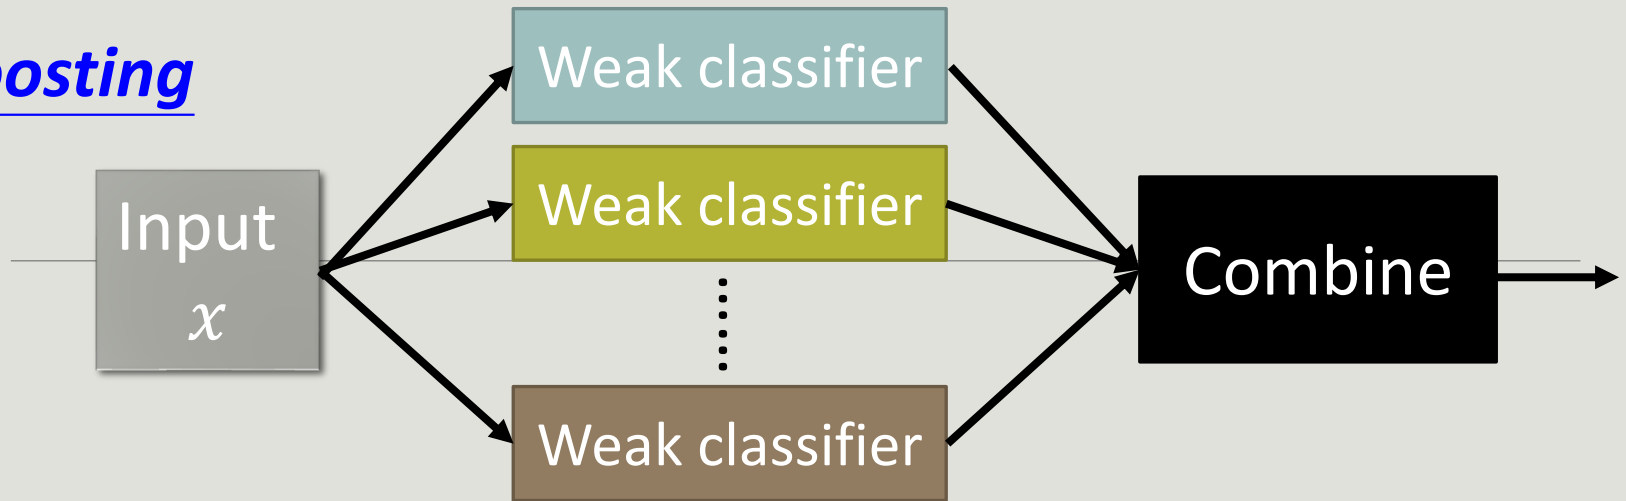 osting
Weak classifier
Weak classifier
Input
x
Combine
Weak classifier